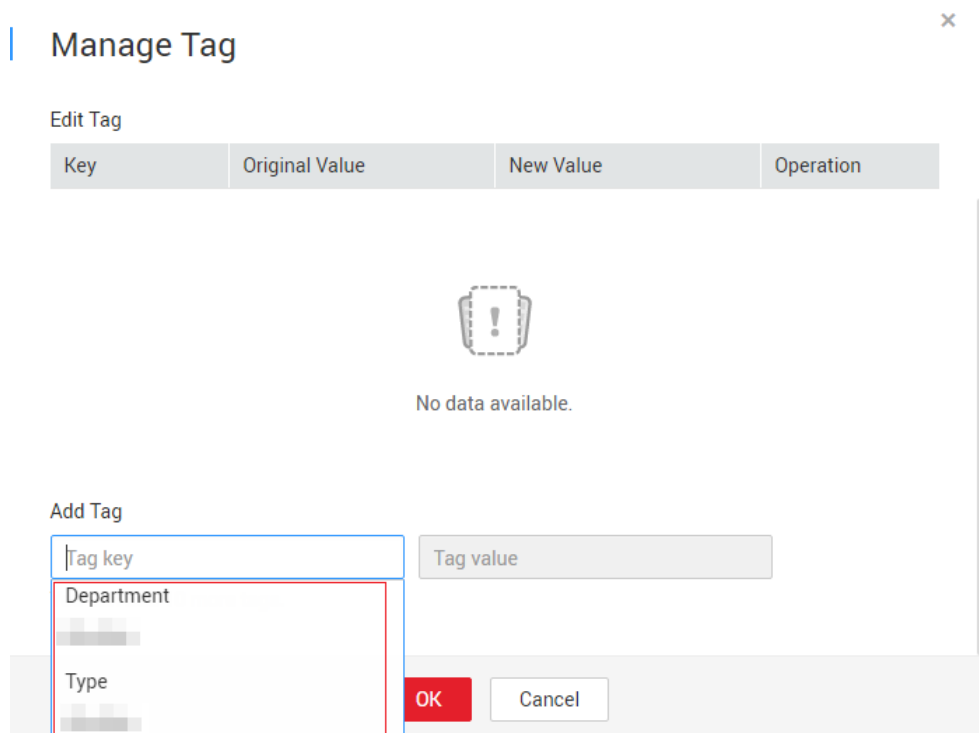 Manage Tag
Edit Tag
Key Original Value New Value Operation
No data available.
Add Tag
Tag key Tag value
Department
Type
OK Cancel